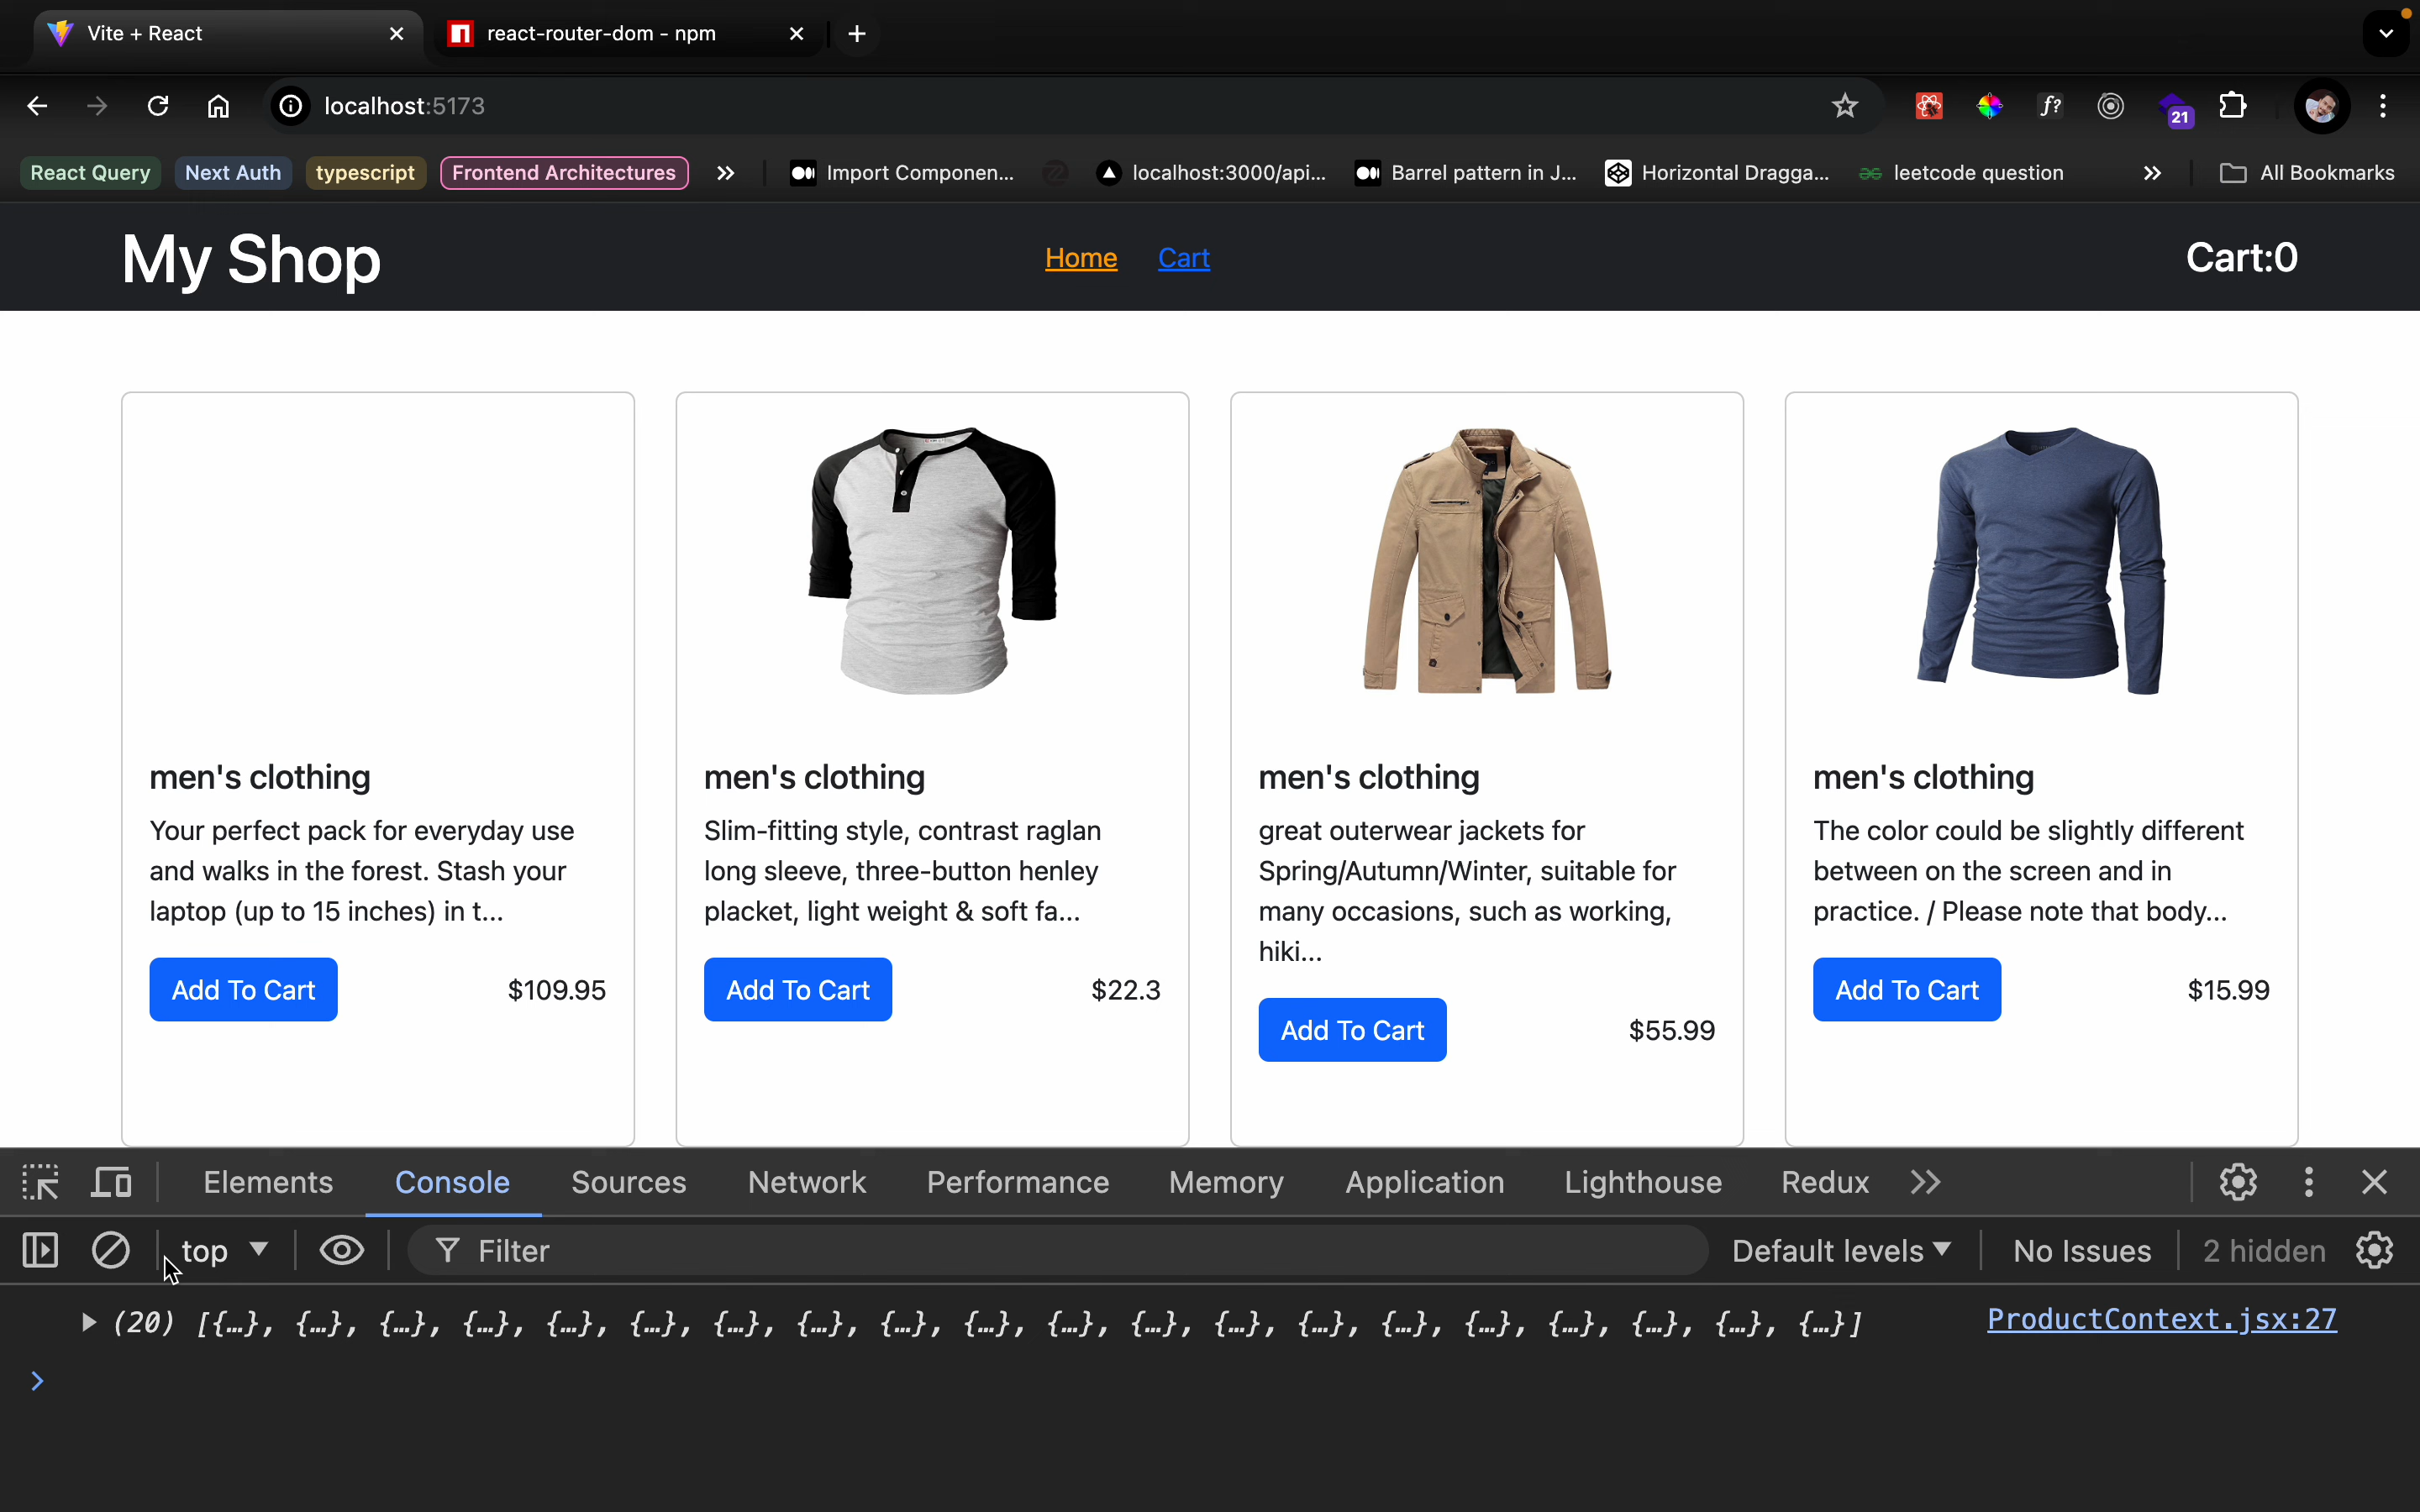 Vite + React
react-router-dom - npm
localhost:5173
f?
21
React Query
Next Auth
typescript
Frontend Architectures
Import Componen...
localhost:3000/api...
Barrel pattern in J...
Horizontal Dragga...
leetcode question
All Bookmarks
My Shop
Home
Cart
Cart:0
men's clothing
Your perfect pack for everyday use
and walks in the forest. Stash your
laptop (up to 15 inches) in t...
Add To Cart
$109.95
men's clothing
Slim-fitting style, contrast raglan
long sleeve, three-button henley
placket, light weight & soft fa...
Add To Cart
$22.3
men's clothing
great outerwear jackets for
Spring/Autumn/Winter, suitable for
many occasions, such as working,
hiki...
Add To Cart
$55.99
men's clothing
The color could be slightly different
between on the screen and in
practice. / Please note that body...
Add To Cart
$15.99
Elements
Console
Sources
Network
Performance
Memory
Application
Lighthouse
Redux
top
Filter
Default levels
No Issues
2 hidden
(20) [{…}, {…}, {…}, {…}, {…}, {…}, {…}, {…}, {…}, {…}, {…}, {…}, {…}, {…}, {…}, {…}, {…}, {…}, {…}, {…}]
ProductContext.jsx:27